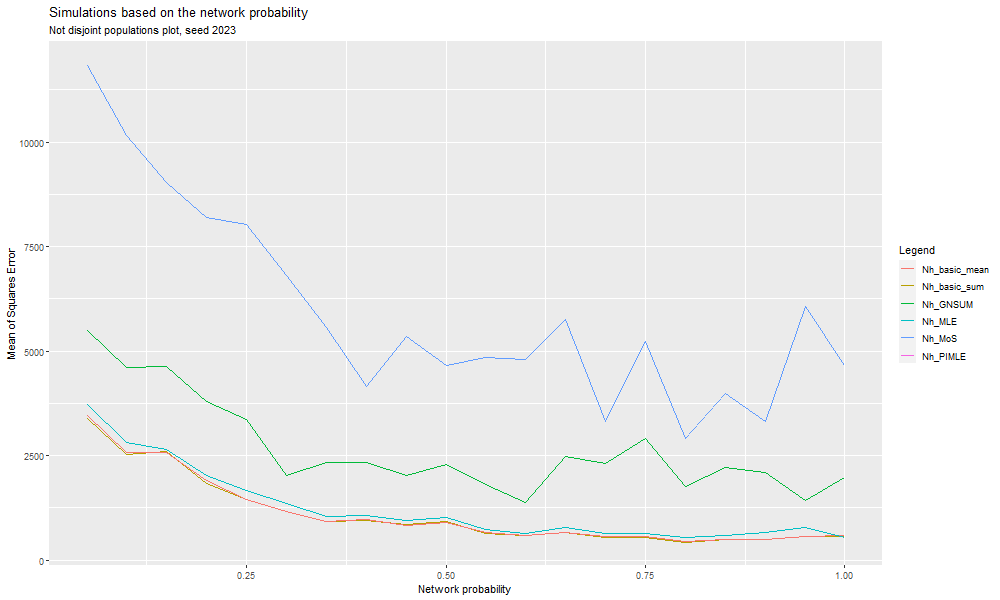 Simulations based on the network probability
Not disjoint populations plot, seed 2023
Mean of Squares Error
10000
7500
5000
2500
0
0.25
0.50
0.75
1.00
Network probability
Legend
Nh_basic_mean
Nh_basic_sum
Nh_GNSUM
Nh_MLE
Nh_MoS
Nh_PIMLE